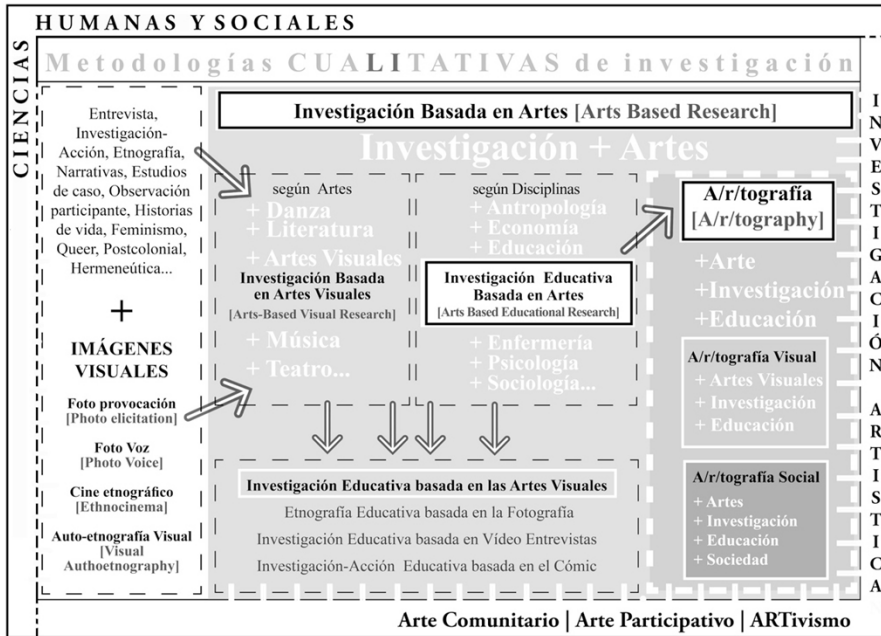 HUMANAS Y SOCIALES
CIENCIAS
Metodologías CUALITATIVAS de investigación
Entrevista,
Investigación-
Acción, Etnografía,
Narrativas, Estudios
de caso, Observación
participante, Historias
de vida, Feminismo,
Queer, Postcolonial,
Hermeneútica...
+
IMÁGENES
VISUALES
Foto provocación
[Photo elicitation]
Foto Voz
[Photo Voice]
Cine etnográfico
[Ethnocinema]
Auto-etnografía Visual
[Visual
Authoetnography]
Investigación Basada en Artes [Arts Based Research]
Investigación + Artes
según Artes
+ Danza
+ Literatura
+ Artes Visuales
Investigación Basada
en Artes Visuales
[Arts-Based Visual Research]
+ Música
+ Teatro...
según Disciplinas
+ Antropología
+ Economía
+ Educación
Investigación Educativa
Basada en Artes
[Arts Based Educational Research]
+ Enfermería
+ Psicología
+ Sociología...
Investigación Educativa basada en las Artes Visuales
Etnografía Educativa basada en la Fotografía
Investigación Educativa basada en Vídeo Entrevistas
Investigación-Acción Educativa basada en el Cómic
A/r/tografía
[A/r/tography]
+Arte
+Investigación
+Educación
A/r/tografía Visual
+ Artes Visuales
+ Investigación
+ Educación
A/r/tografía Social
+ Artes
+ Investigación
+ Educación
+ Sociedad
INVESTIGACIÓN ARTISTICA
Arte Comunitario | Arte Participativo | ARTivismo